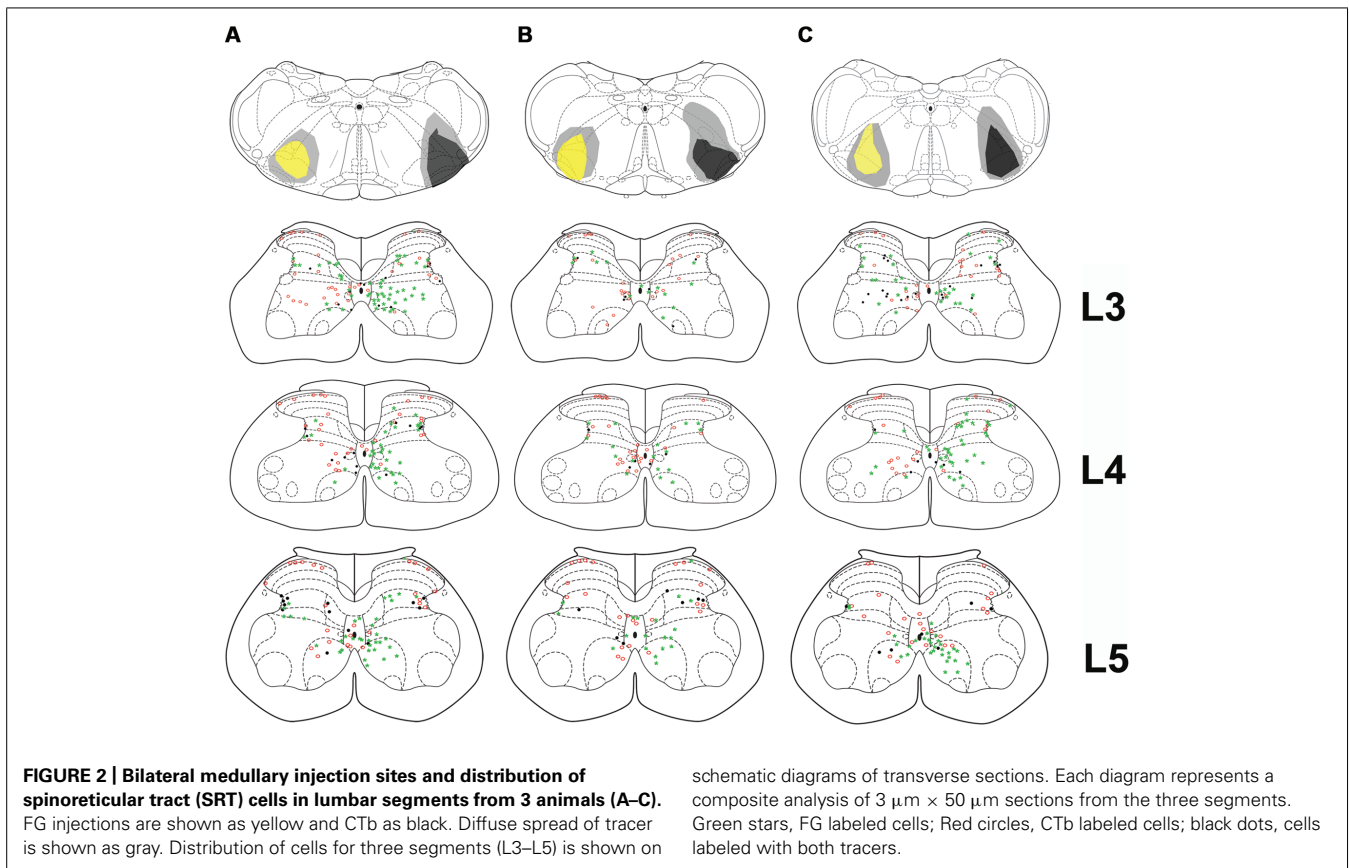 A
B
C
L3
L4
L5
FIGURE 2 | Bilateral medullary injection sites and distribution of
spinoreticular tract (SRT) cells in lumbar segments from 3 animals (A–C).
FG injections are shown as yellow and CTb as black. Diffuse spread of tracer
is shown as gray. Distribution of cells for three segments (L3–L5) is shown on
schematic diagrams of transverse sections. Each diagram represents a
composite analysis of 3 μm × 50 μm sections from the three segments.
Green stars, FG labeled cells; Red circles, CTb labeled cells; black dots, cells
labeled with both tracers.